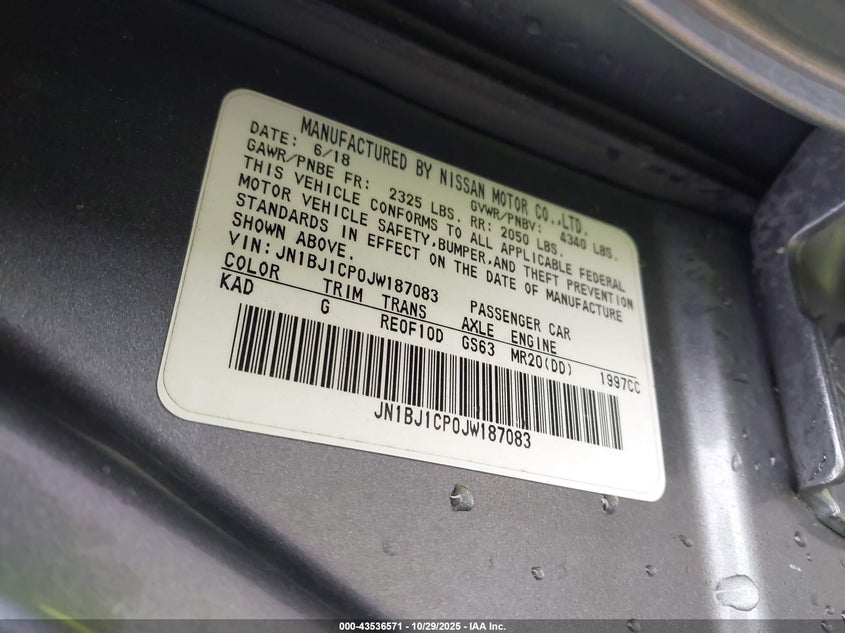 MANUFACTURED BY NISSAN MOTOR CO.,LTD.
DATE: 6/18 GVWR/PNBV: 4340 LBS.
GAWR/PNBE FR: 2325 LBS. RR: 2050 LBS.
THIS VEHICLE CONFORMS TO ALL APPLICABLE FEDERAL
MOTOR VEHICLE SAFETY,BUMPER,AND THEFT PREVENTION
STANDARDS IN EFFECT ON THE DATE OF MANUFACTURE
SHOWN ABOVE.
VIN:JN1BJ1CP0JW187083 PASSENGER CAR
COLOR TRIM TRANS AXLE ENGINE
KAD G RE0F10D GS63 MR20(DD) 1997CC
JN1BJ1CP0JW187083
000-43536571 - 10/29/2025 - IAA Inc.